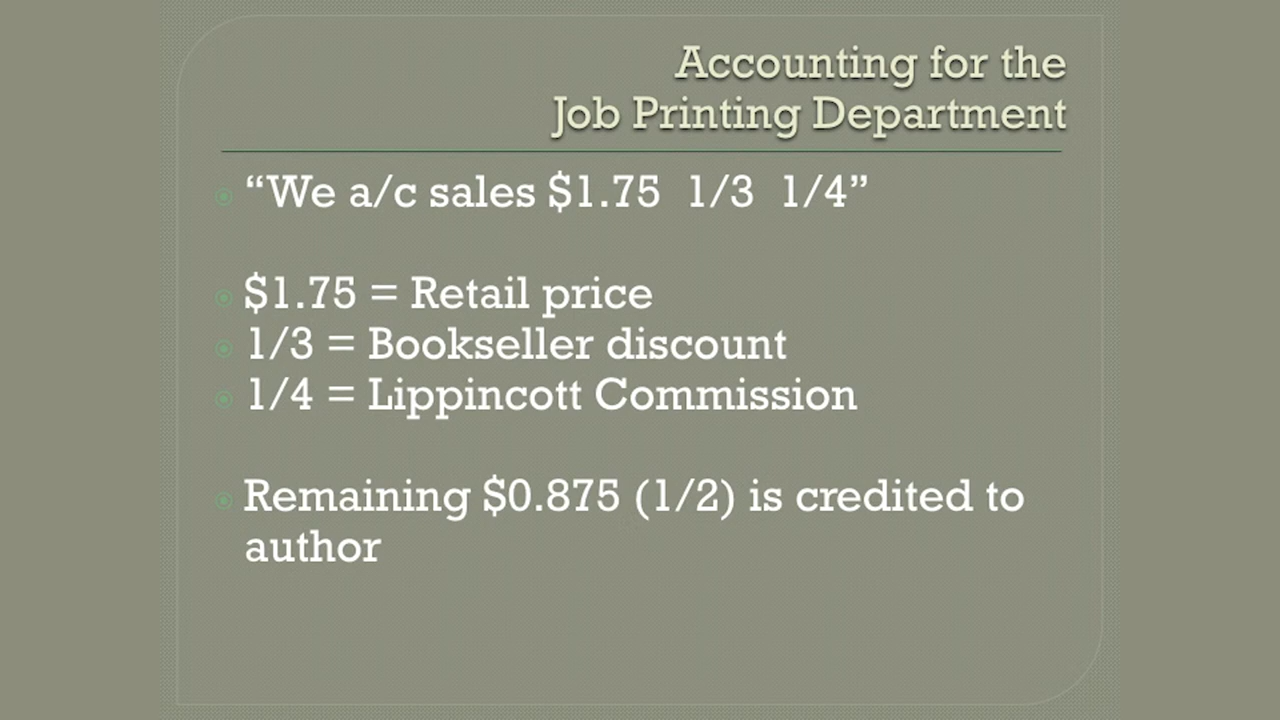 Accounting for the
Job Printing Department
“We a/c sales $1.75  1/3  1/4”
$1.75 = Retail price
1/3 = Bookseller discount
1/4 = Lippincott Commission
Remaining $0.875 (1/2) is credited to
author